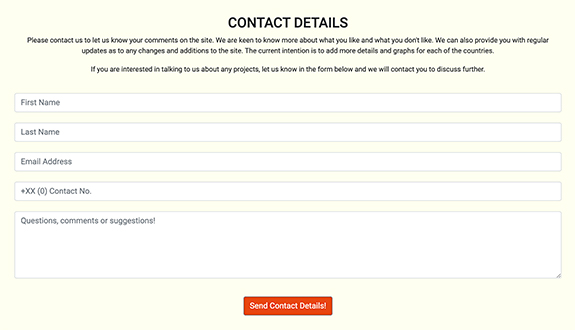 CONTACT DETAILS
Please contact us to let us know your comments on the site. We are keen to know more about what you like and what you don't like. We can also provide you with regular
updates as to any changes and additions to the site. The current intention is to add more details and graphs for each of the countries.
If you are interested in talking to us about any projects, let us know in the form below and we will contact you to discuss further.
First Name
Last Name
Email Address
+XX (0) Contact No.
Questions, comments or suggestions!
Send Contact Details!